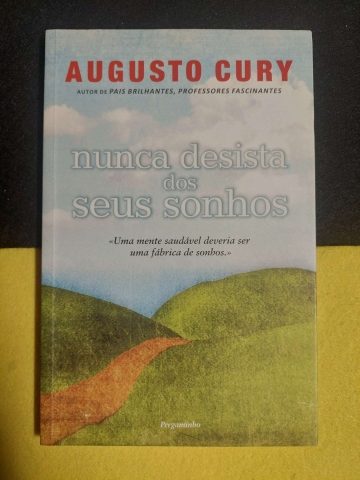 AUGUSTO CURY
AUTOR DE PAIS BRILHANTES, PROFESSORES FASCINANTES
nunca desista
dos
seus sonhos
«Uma mente saudável deveria ser
uma fábrica de sonhos.»
Pergaminho